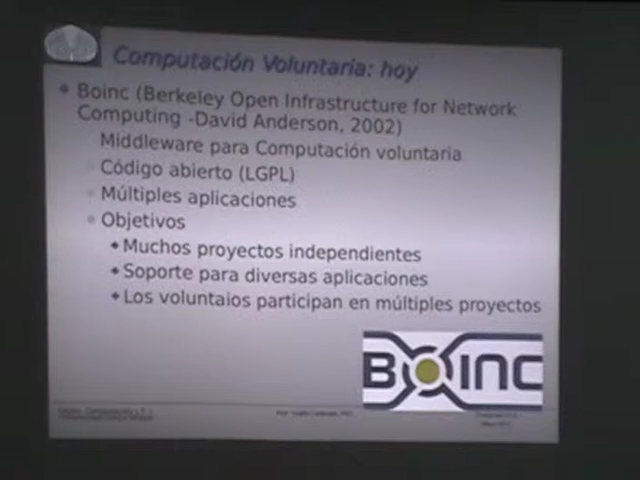 Computación Voluntaria: hoy
Boinc (Berkeley Open Infrastructure for Network
Computing -David Anderson, 2002)
Middleware para Computación voluntaria
Código abierto (LGPL)
Múltiples aplicaciones
Objetivos
Muchos proyectos independientes
Soporte para diversas aplicaciones
Los voluntaios participan en múltiples proyectos
BOINC